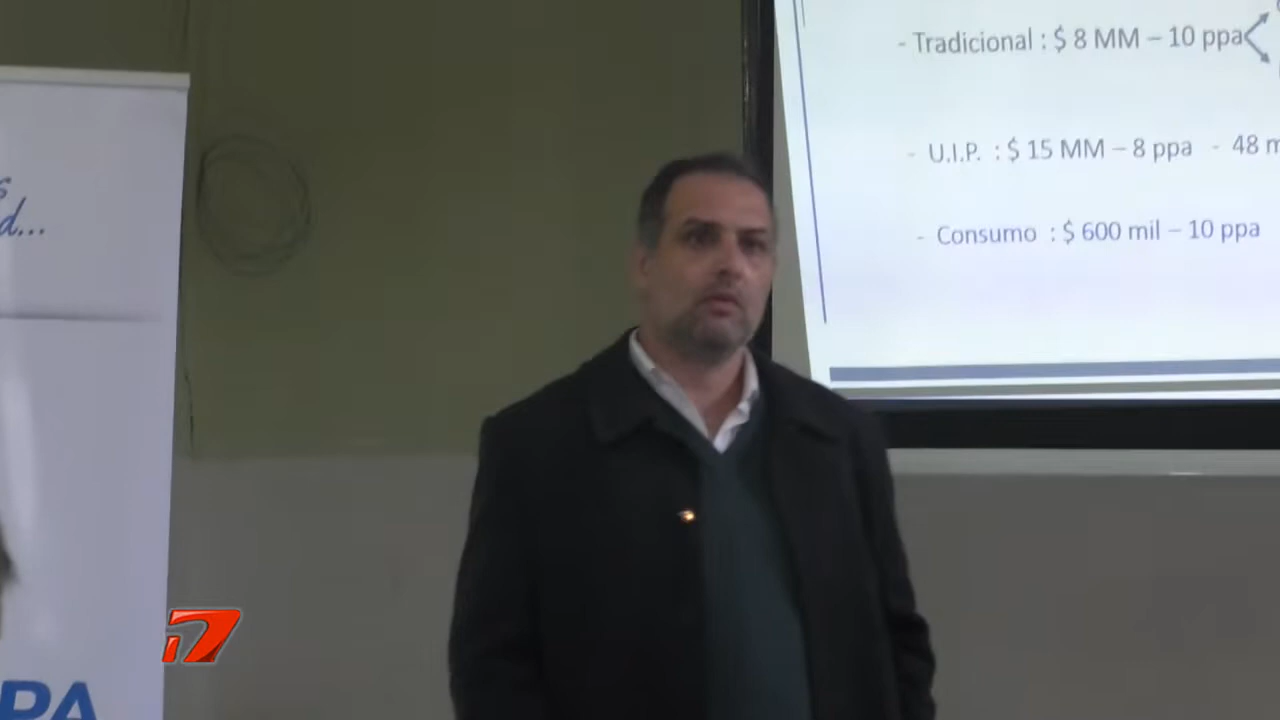 - Tradicional : $ 8 MM – 10 ppa
- U.I.P. : $ 15 MM – 8 ppa - 48
- Consumo : $ 600 mil – 10 ppa
PA